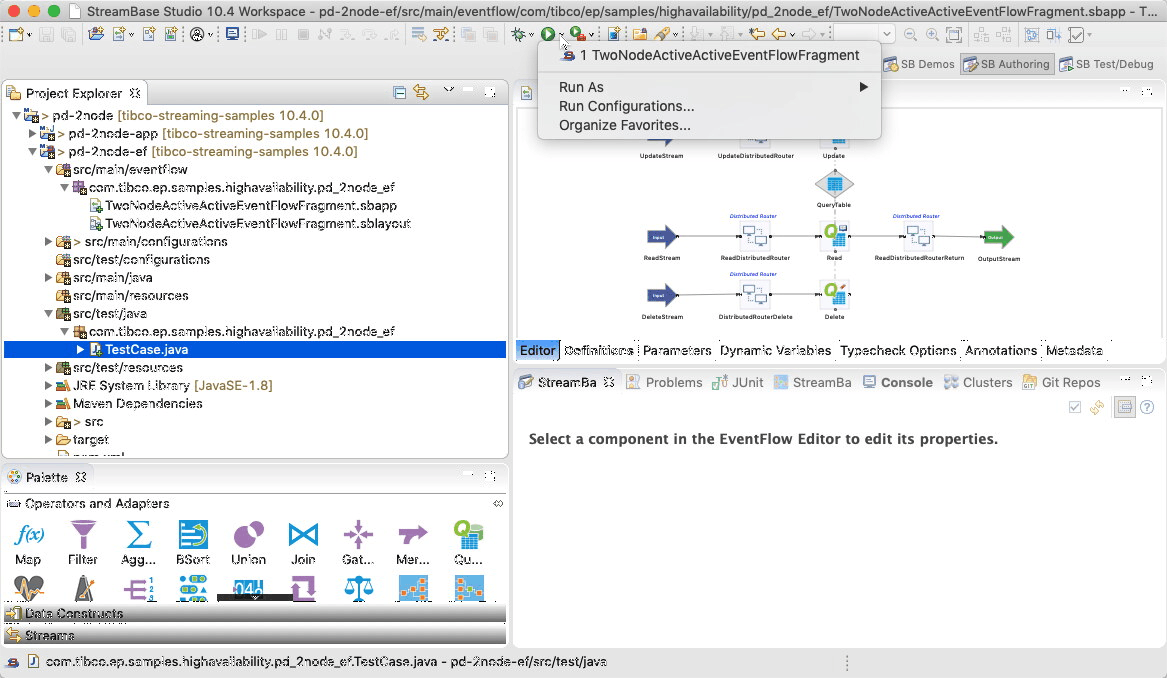 StreamBase Studio 10.4 Workspace - pd-2node-ef/src/main/eventflow/com/tibco/ep/samples/highavailability/pd_2node_ef/TwoNodeActiveActiveEventFlowFragment.sbapp - T...
1 TwoNodeActiveActiveEventFlowFragment
Run As
Run Configurations...
Organize Favorites...
SB Demos
SB Authoring
SB Test/Debug
Project Explorer
> pd-2node [tibco-streaming-samples 10.4.0]
> pd-2node-app [tibco-streaming-samples 10.4.0]
> pd-2node-ef [tibco-streaming-samples 10.4.0]
src/main/eventflow
com.tibco.ep.samples.highavailability.pd_2node_ef
TwoNodeActiveActiveEventFlowFragment.sbapp
TwoNodeActiveActiveEventFlowFragment.sblayout
> src/main/configurations
src/test/configurations
src/main/java
src/main/resources
src/test/java
com.tibco.ep.samples.highavailability.pd_2node_ef
TestCase.java
src/test/resources
JRE System Library [JavaSE-1.8]
Maven Dependencies
> src
target
UpdateStream
UpdateDistributedRouter
Update
QueryTable
Distributed Router
Distributed Router
Input
Output
ReadStream
ReadDistributedRouter
Read
ReadDistributedRouterReturn
OutputStream
Distributed Router
Input
DeleteStream
DistributedRouterDelete
Delete
Editor Definitions Parameters Dynamic Variables Typecheck Options Annotations Metadata
StreamBa Problems JUnit StreamBa Console Clusters Git Repos
Select a component in the EventFlow Editor to edit its properties.
Palette
Operators and Adapters
f(x)
Map Filter Agg... BSort Union Join Gat... Mer... Qu...
Data Constructs
Streams
com.tibco.ep.samples.highavailability.pd_2node_ef.TestCase.java - pd-2node-ef/src/test/java